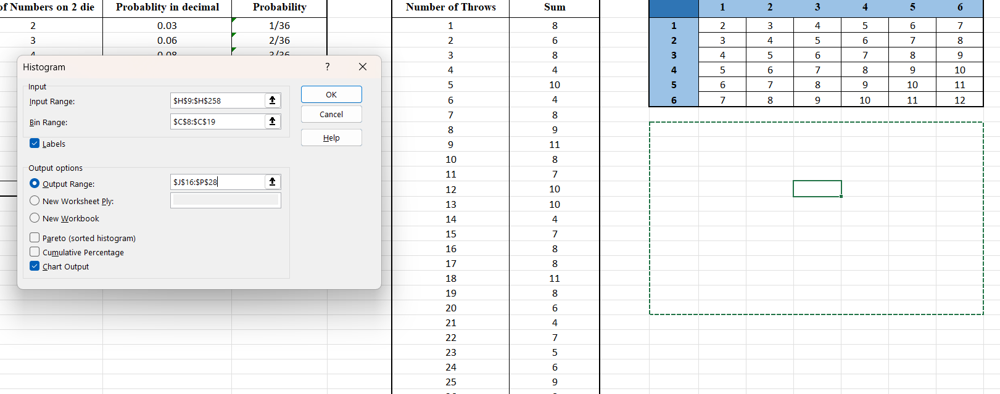 of Numbers on 2 die Probablity in decimal Probability Number of Throws Sum 1 2 3 4 5 6
2 0.03 1/36 1 8 1 2 3 4 5 6 7
3 0.06 2/36 2 6 2 3 4 5 6 7 8
4 0.08 3/36 3 8 3 4 5 6 7 8 9
Histogram ? 4 4 4 5 6 7 8 9 10
Input 5 10 5 6 7 8 9 10 11
Input Range: $H$9:$H$258 OK 6 4 6 7 8 9 10 11 12
Bin Range: $C$8:$C$19 Cancel 7 8
Labels Help 8 9
9 11
10 8
Output options 11 7
Output Range: $J$16:$P$28 12 10
New Worksheet Ply: 13 10
New Workbook 14 4
Pareto (sorted histogram) 15 7
Cumulative Percentage 16 8
Chart Output 17 8
18 11
19 8
20 6
21 4
22 7
23 5
24 6
25 9